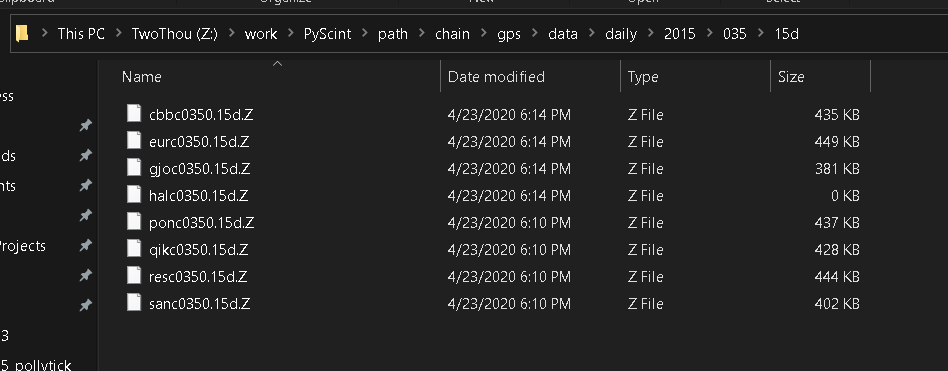 Clipboard Organize New Open Select
This PC > TwoThou (Z:) > work > PyScint > path > chain > gps > data > daily > 2015 > 035 > 15d
Name Date modified Type Size
ess
cbbc0350.15d.Z 4/23/2020 6:14 PM Z File 435 KB
eurc0350.15d.Z 4/23/2020 6:14 PM Z File 449 KB
ds
gjoc0350.15d.Z 4/23/2020 6:14 PM Z File 381 KB
nts
halc0350.15d.Z 4/23/2020 6:14 PM Z File 0 KB
ponc0350.15d.Z 4/23/2020 6:10 PM Z File 437 KB
Projects
qikc0350.15d.Z 4/23/2020 6:10 PM Z File 428 KB
resc0350.15d.Z 4/23/2020 6:10 PM Z File 444 KB
sanc0350.15d.Z 4/23/2020 6:10 PM Z File 402 KB
3
5_pollytick